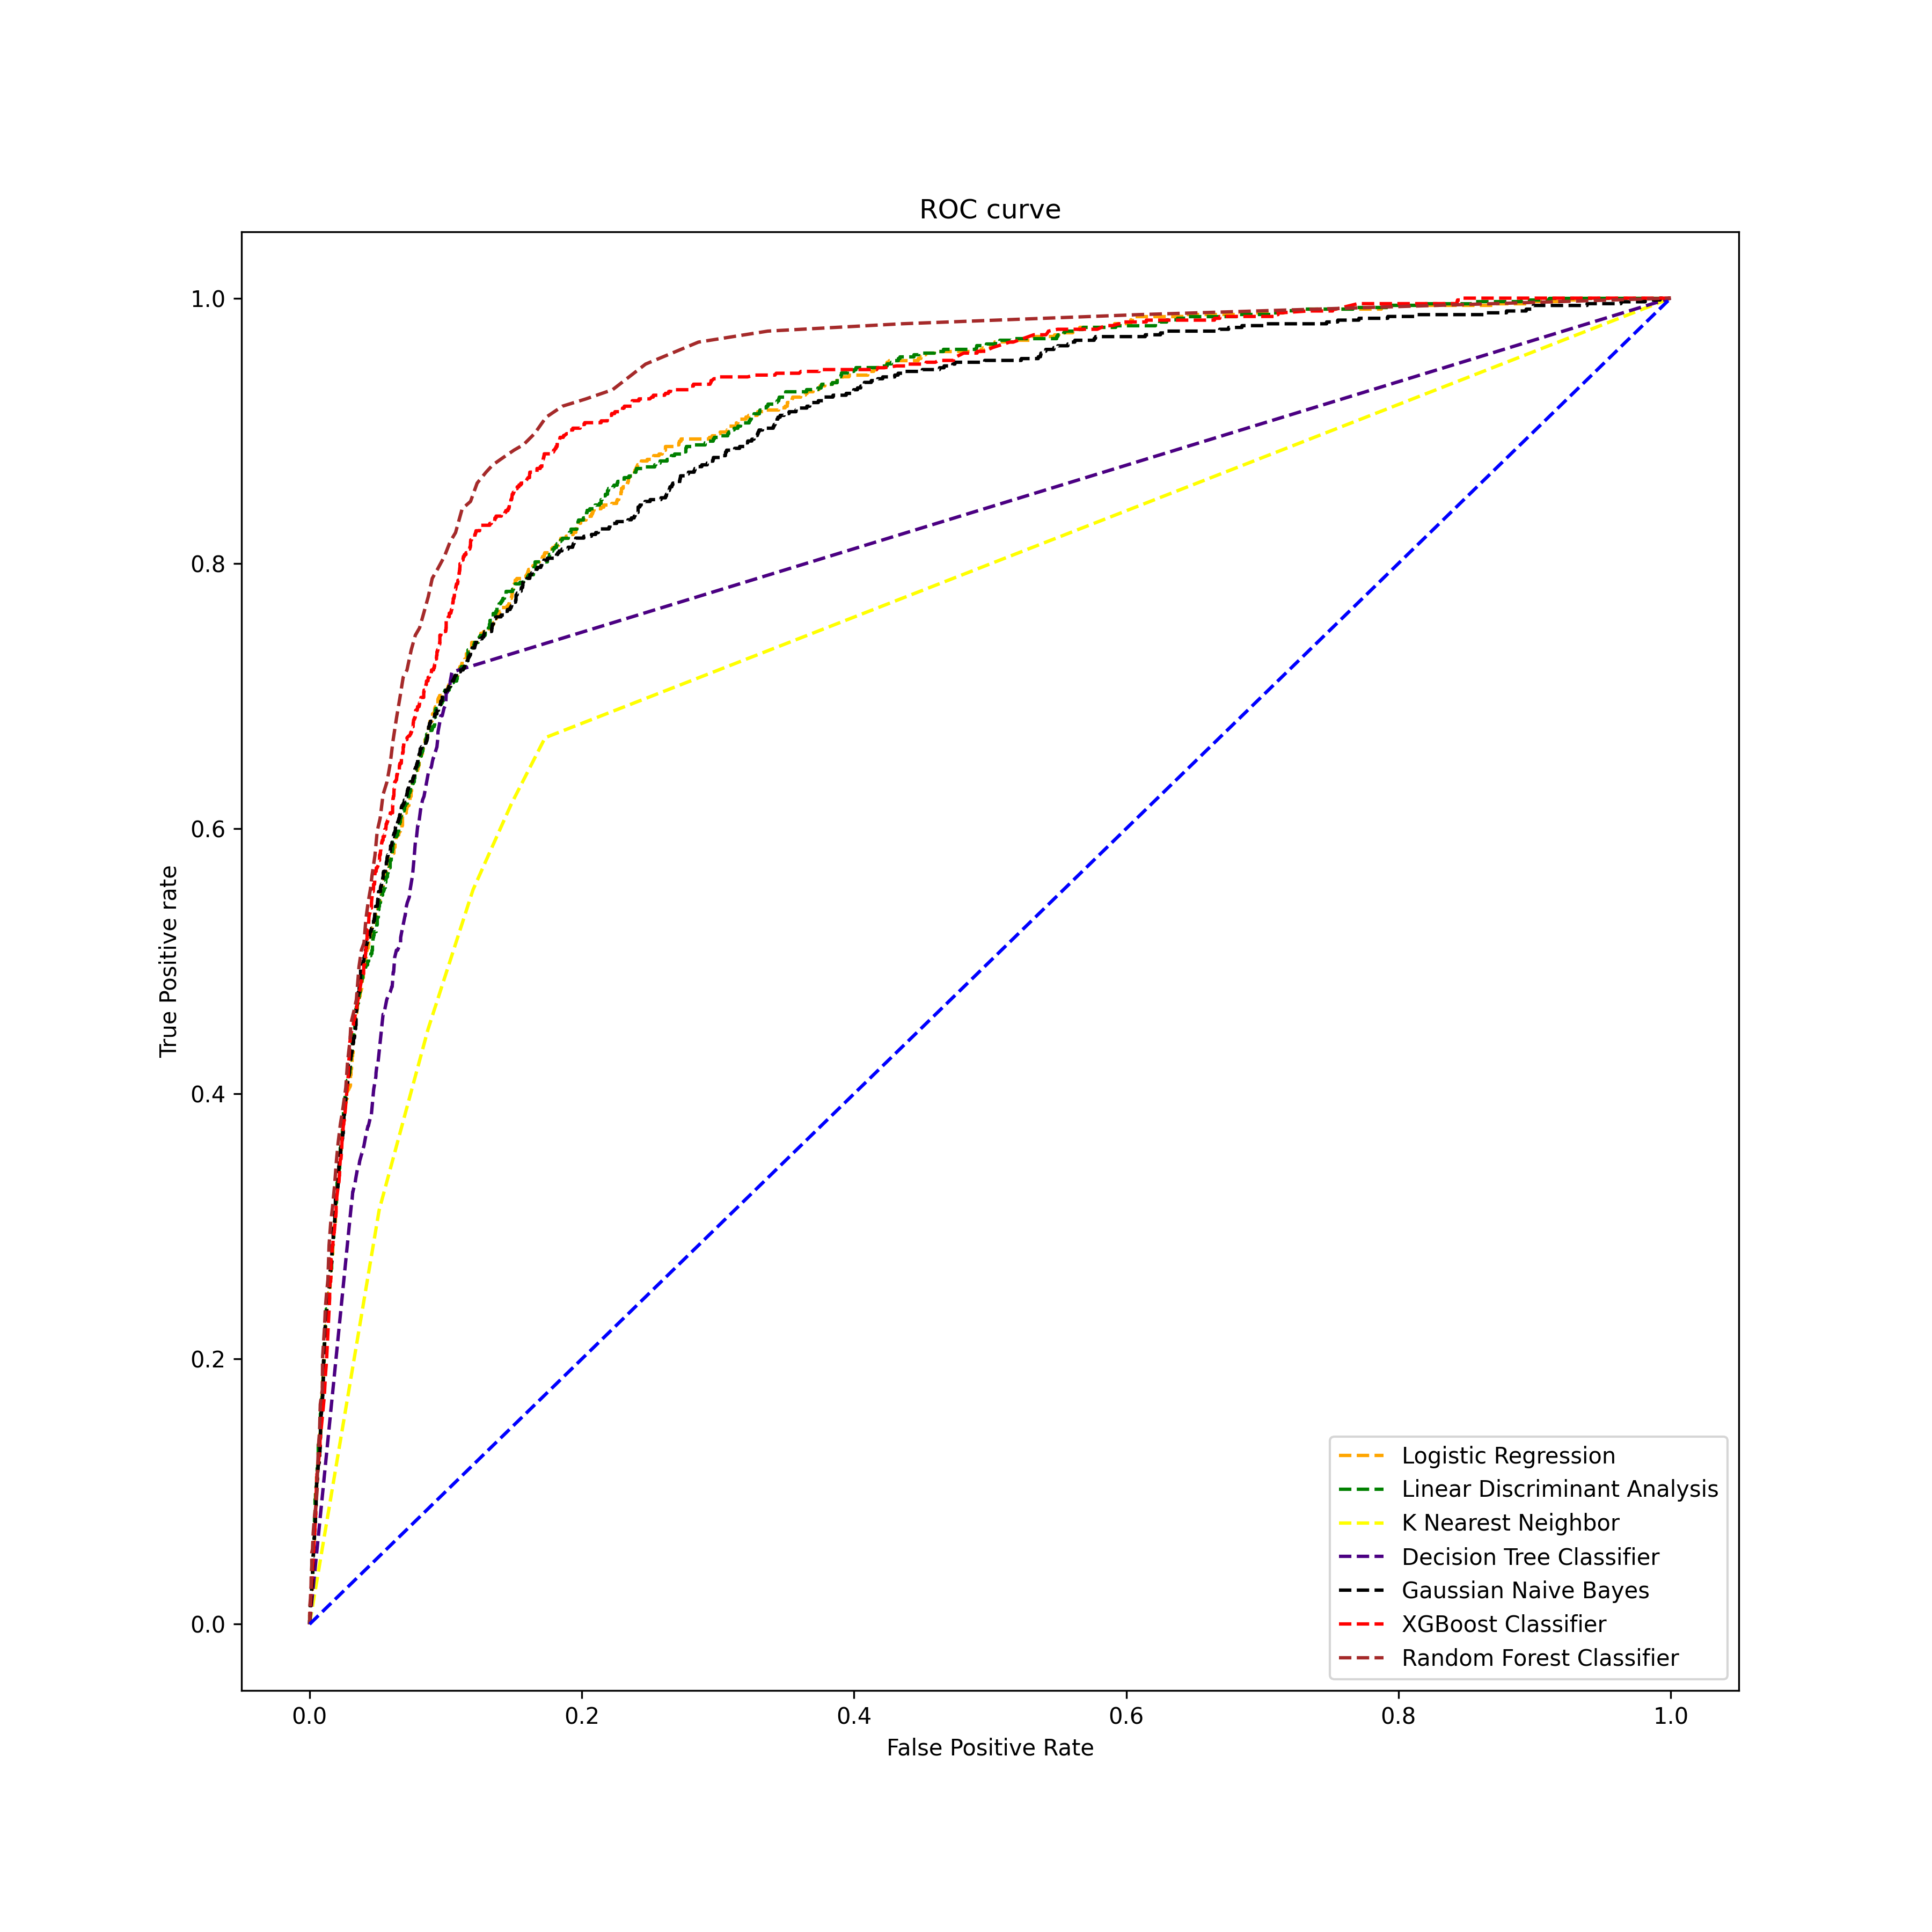 ROC curve
1.0
0.8
0.6
0.4
0.2
0.0
True Positive rate
0.0 0.2 0.4 0.6 0.8 1.0
False Positive Rate
Logistic Regression
Linear Discriminant Analysis
K Nearest Neighbor
Decision Tree Classifier
Gaussian Naive Bayes
XGBoost Classifier
Random Forest Classifier